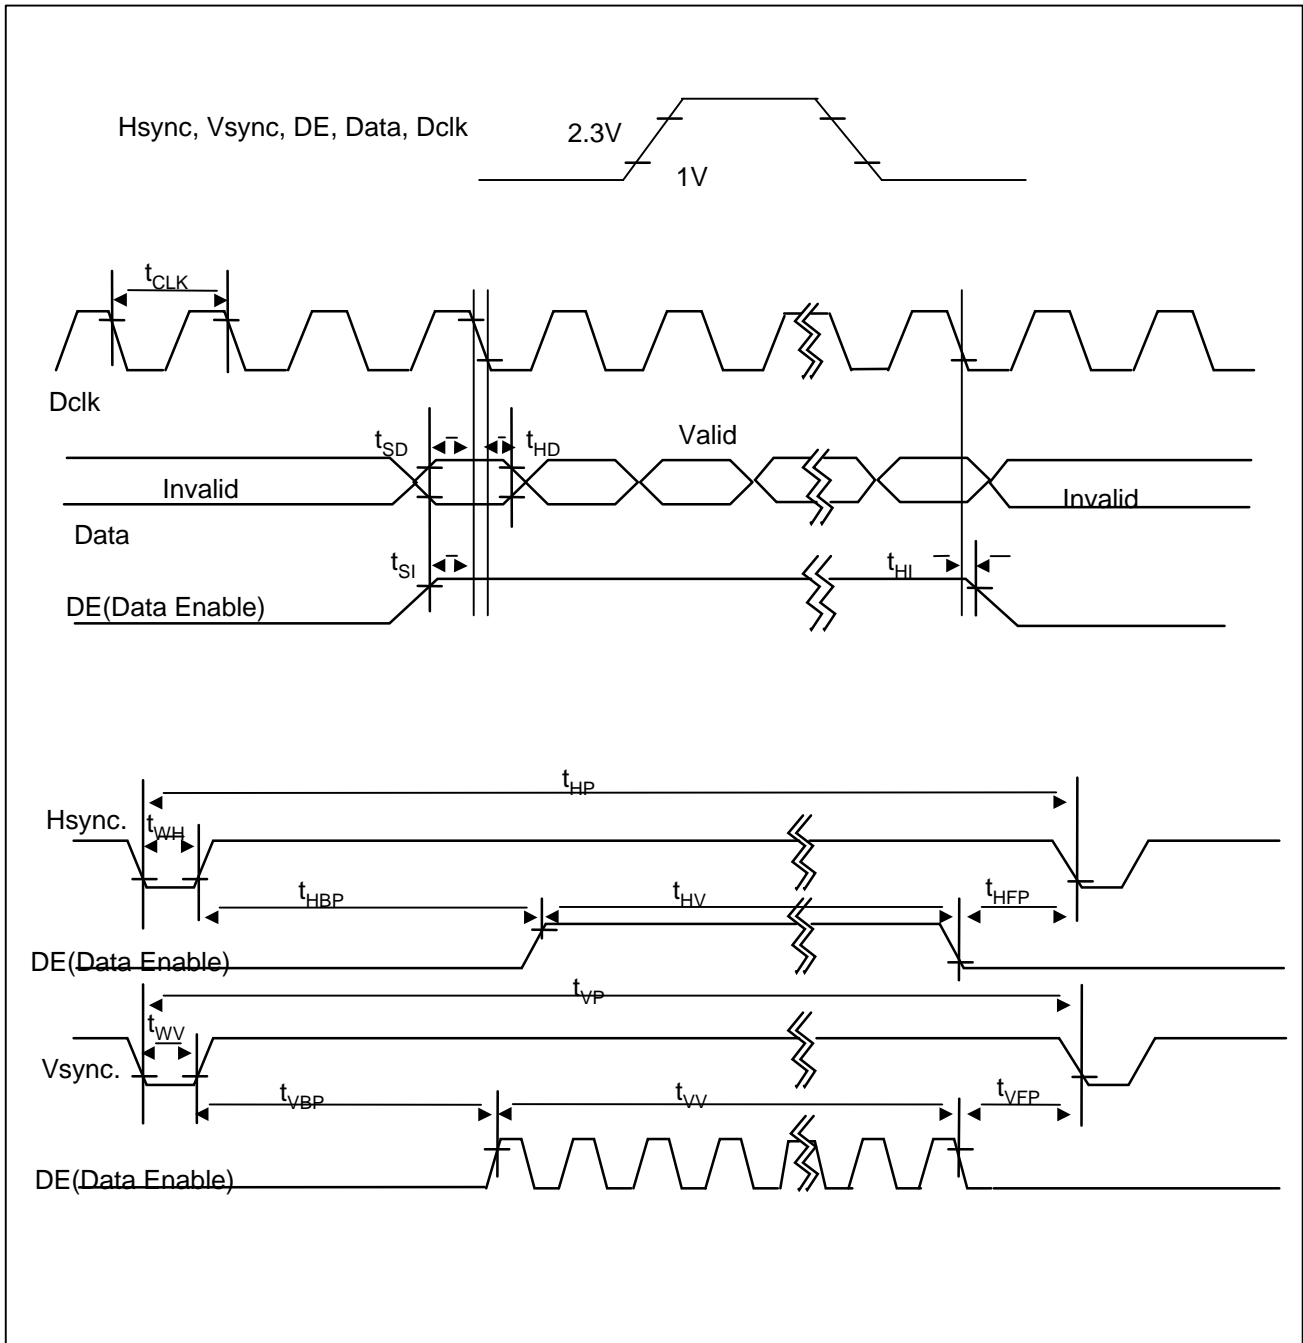 Hsync, Vsync, DE, Data, Dclk
2.3V
1V
tCLK
Dclk
tSD
tHD
Valid
Invalid
Invalid
Data
tSI
tHI
DE(Data Enable)
tHP
Hsync.
tWH
tHBP
tHV
tHFP
DE(Data Enable)
tVP
tWV
Vsync.
tVBP
tVV
tVFP
DE(Data Enable)